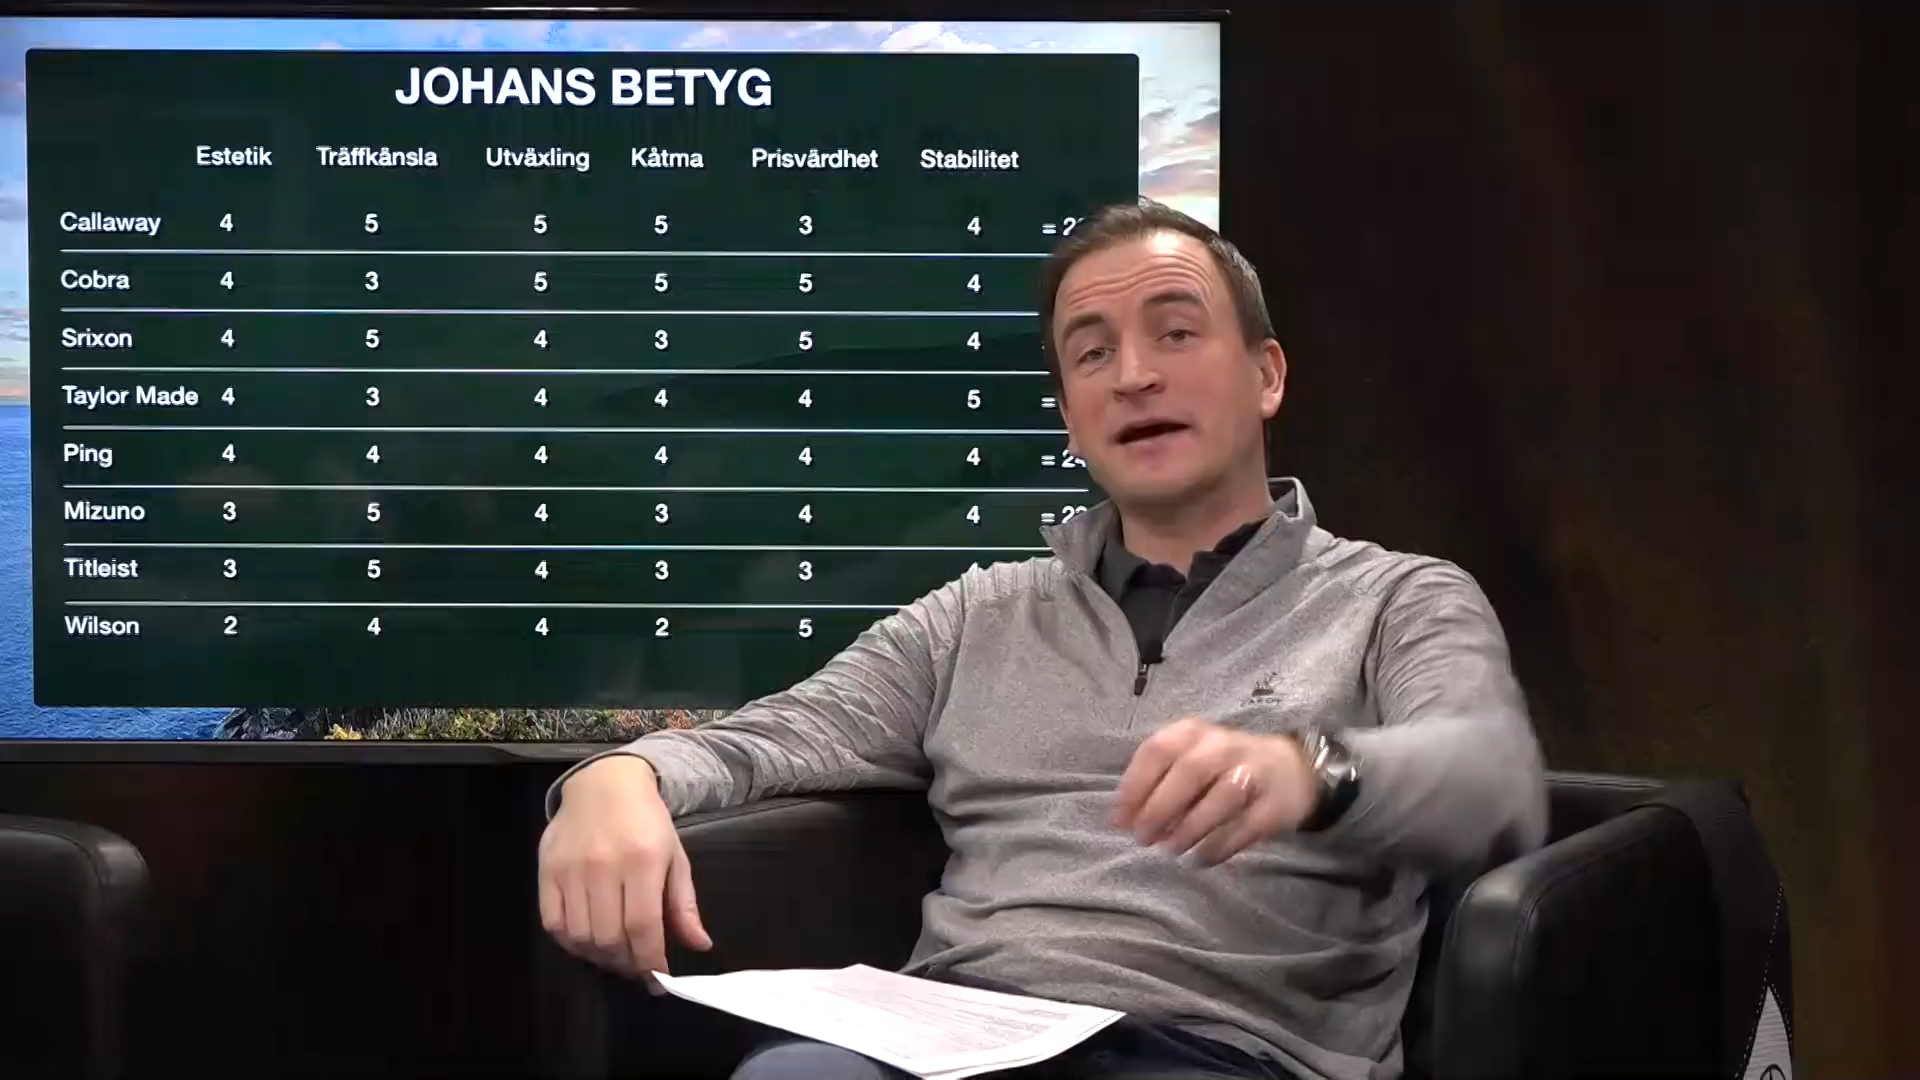 JOHANS BETYG
Estetik Träffkänsla Utväxling Kåtma Prisvärdhet Stabilitet
Callaway 4 5 5 5 3 4 =
Cobra 4 3 5 5 5 4
Srixon 4 5 4 3 5 4
Taylor Made 4 3 4 4 4 5 =
Ping 4 4 4 4 4 4 = 24
Mizuno 3 5 4 3 4 4 =
Titleist 3 5 4 3 3
Wilson 2 4 4 2 5